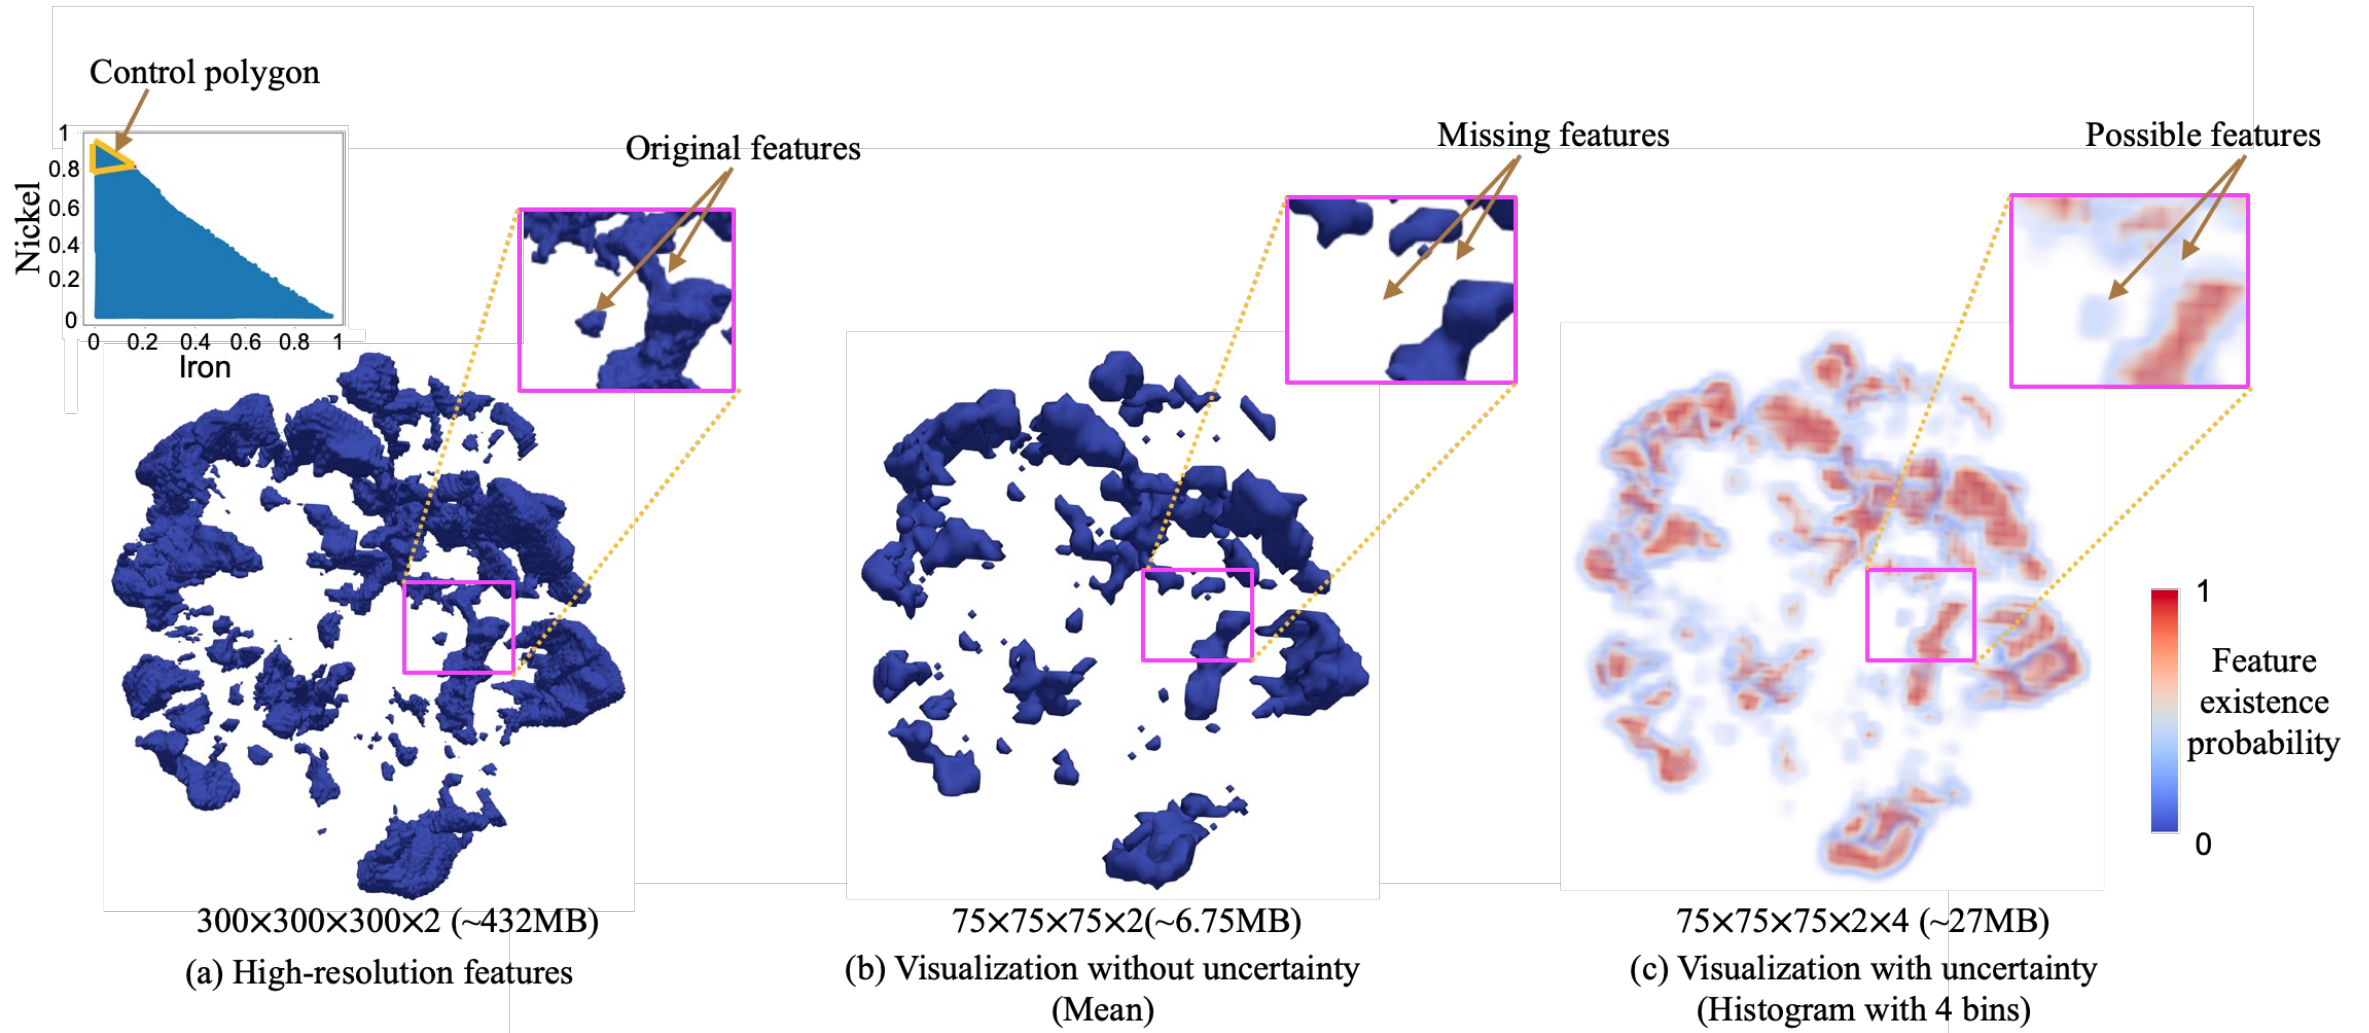 Control polygon
Original features
Missing features
Possible features
Nickel
1
0.8
0.6
0.4
0.2
0
0 0.2 0.4 0.6 0.8 1
Iron
1
Feature
existence
probability
0
300×300×300×2 (~432MB)
75×75×75×2(~6.75MB)
75×75×75×2×4 (~27MB)
(a) High-resolution features
(b) Visualization without uncertainty
(Mean)
(c) Visualization with uncertainty
(Histogram with 4 bins)